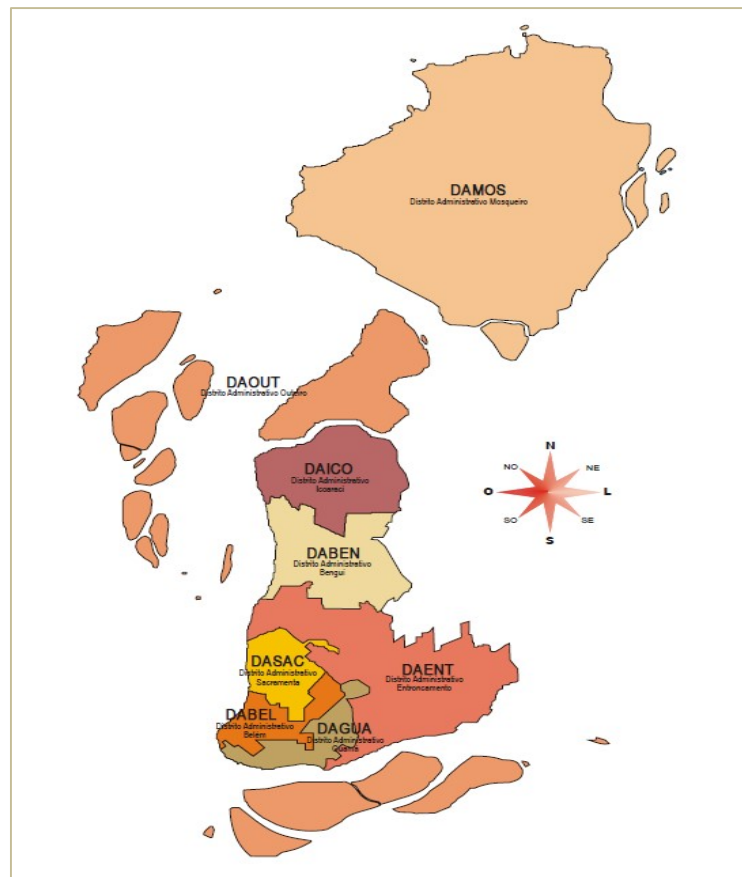 DAMOS
Distrito Administrativo Mosqueiro
DAOUT
Distrito Administrativo Outeiro
DAICO
Distrito Administrativo
Icoaraci
N
NO
NE
O
L
SO
SE
S
DABEN
Distrito Administrativo
Bengui
DASAC
Distrito Administrativo
Sacramenta
DAENT
Distrito Administrativo
Entroncamento
DABEL
Distrito Administrativo
Belém
DAGUA
Distrito Administrativo
Guamá